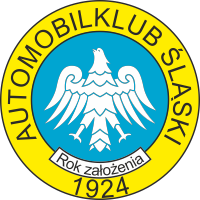 AUTOMOBILKLUB ŚLĄSKI
Rok założenia
1924